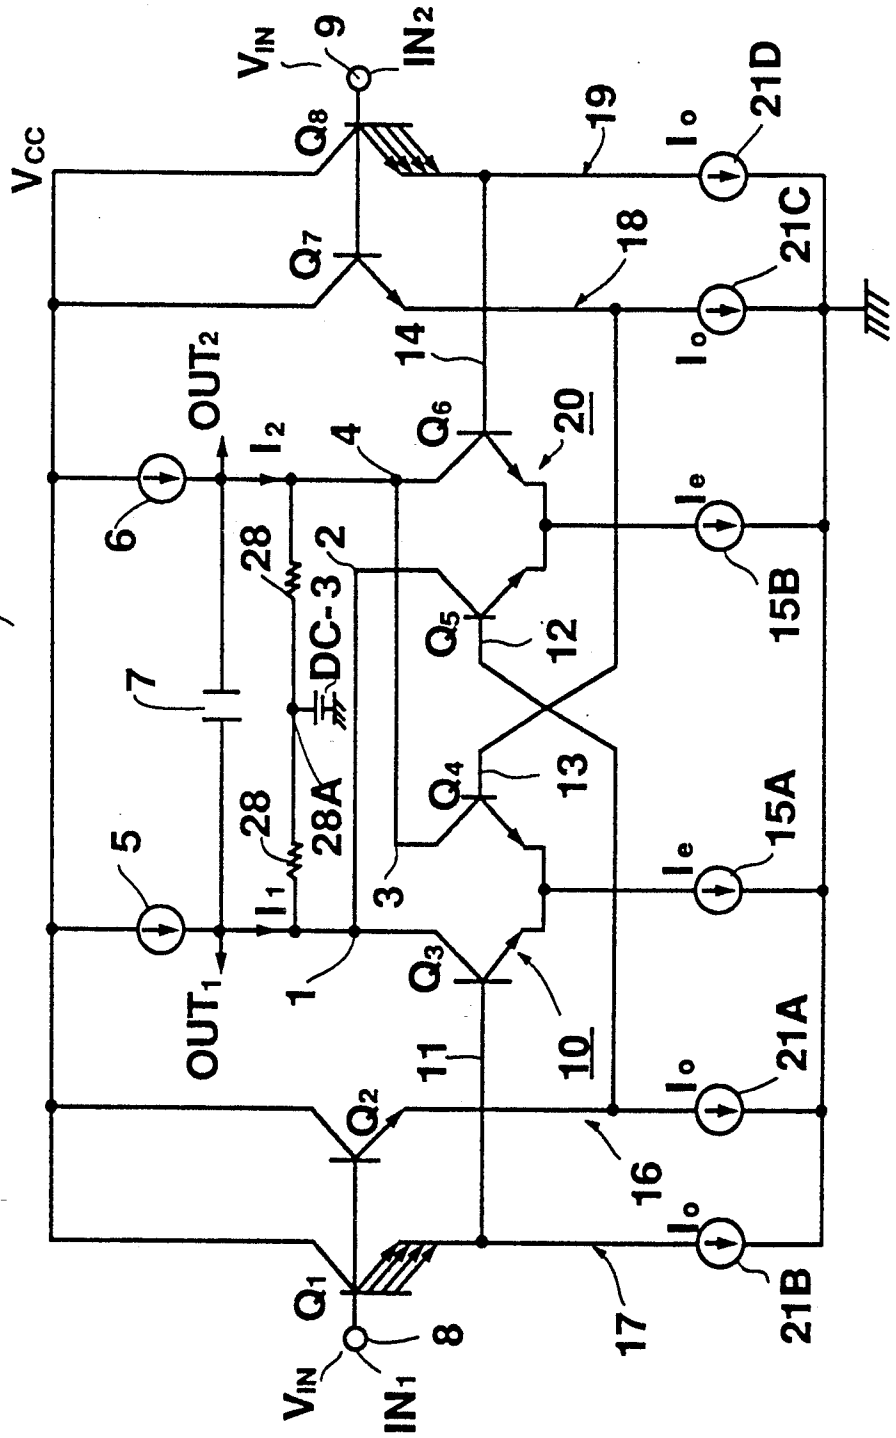 VCC
VIN
9
IN2
Q8
Q7
19
Io
21D
18
Io
21C
14
OUT2
I2
6
4
Q6
20
28
2
DC-3
Q5
12
Ie
15B
7
28A
28
3
Q4
13
Ie
15A
5
I1
OUT1
1
Q3
11
10
Q2
16
Io
21A
Q1
VIN
IN1
8
17
Io
21B